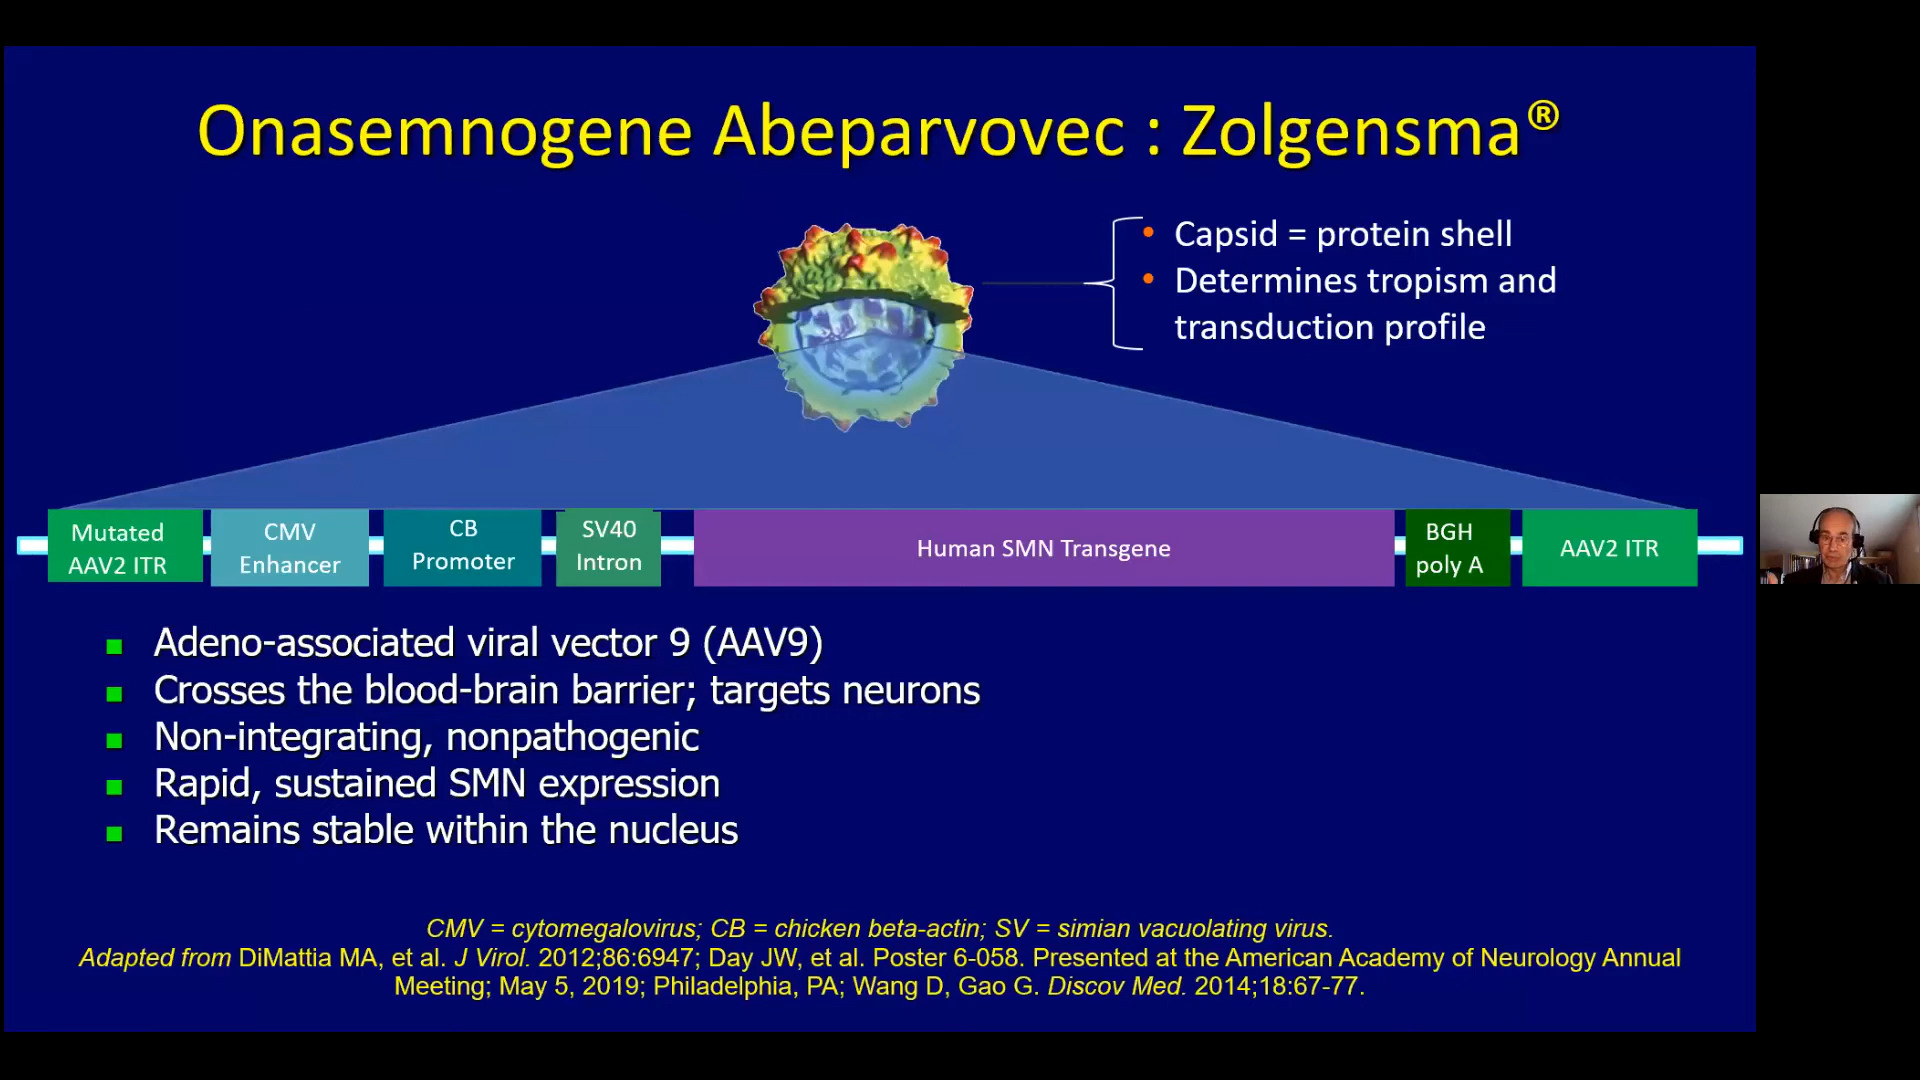 Onasemnogene Abeparvovec : Zolgensma®
• Capsid = protein shell
• Determines tropism and
transduction profile
Mutated
AAV2 ITR
CMV
Enhancer
CB
Promoter
SV40
Intron
Human SMN Transgene
BGH
poly A
AAV2 ITR
■ Adeno-associated viral vector 9 (AAV9)
■ Crosses the blood-brain barrier; targets neurons
■ Non-integrating, nonpathogenic
■ Rapid, sustained SMN expression
■ Remains stable within the nucleus
CMV = cytomegalovirus; CB = chicken beta-actin; SV = simian vacuolating virus.
Adapted from DiMattia MA, et al. J Virol. 2012;86:6947; Day JW, et al. Poster 6-058. Presented at the American Academy of Neurology Annual
Meeting; May 5, 2019; Philadelphia, PA; Wang D, Gao G. Discov Med. 2014;18:67-77.